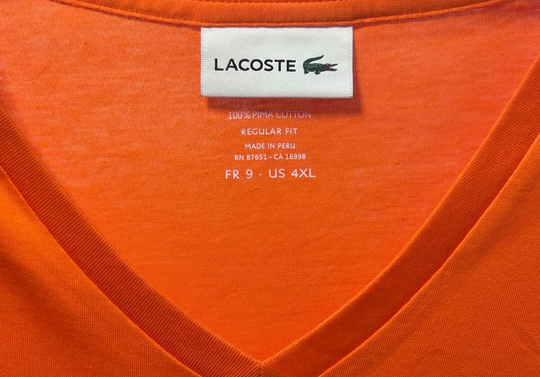 LACOSTE
100% PIMA COTTON
REGULAR FIT
MADE IN PERU
RN 87651 - CA 16998
FR 9 - US 4XL